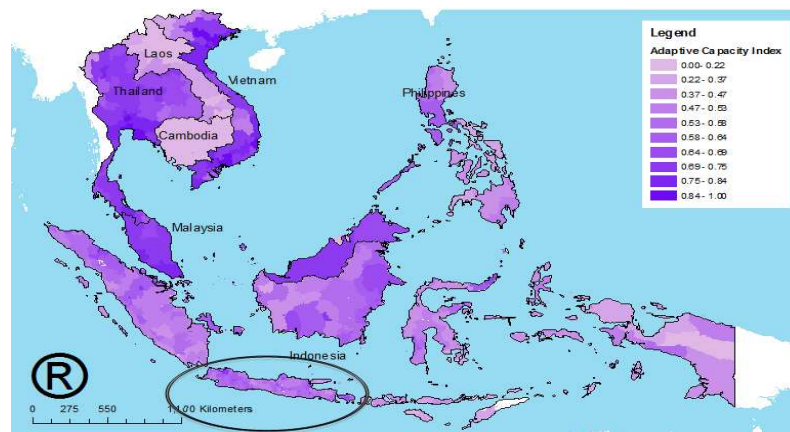 Legend
Adaptive Capacity Index
0.00- 0.22
0.22 - 0.37
0.37 - 0.47
0.47 - 0.53
0.53 - 0.58
0.58 - 0.64
0.64 - 0.69
0.69 - 0.75
0.75 - 0.84
0.84 - 1.00
Laos
Vietnam
Thailand
Philippines
Cambodia
Malaysia
Indonesia
®
0 275 550 1,100 Kilometers